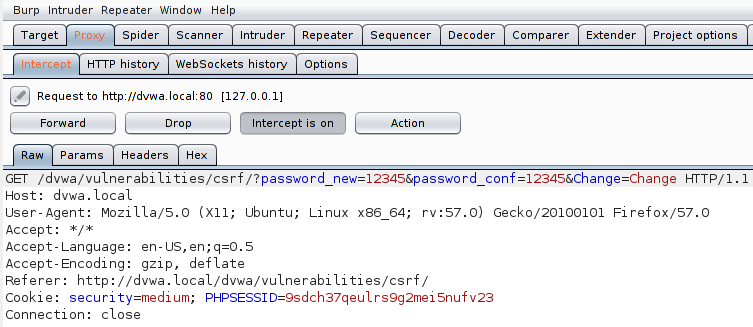 Burp Intruder Repeater Window Help
Target Proxy Spider Scanner Intruder Repeater Sequencer Decoder Comparer Extender Project options
Intercept HTTP history WebSockets history Options
Request to http://dvwa.local:80 [127.0.0.1]
Forward Drop Intercept is on Action
Raw Params Headers Hex
GET /dvwa/vulnerabilities/csrf/?password_new=12345&password_conf=12345&Change=Change HTTP/1.1
Host: dvwa.local
User-Agent: Mozilla/5.0 (X11; Ubuntu; Linux x86_64; rv:57.0) Gecko/20100101 Firefox/57.0
Accept: */*
Accept-Language: en-US,en;q=0.5
Accept-Encoding: gzip, deflate
Referer: http://dvwa.local/dvwa/vulnerabilities/csrf/
Cookie: security=medium; PHPSESSID=9sdch37qeulrs9g2mei5nufv23
Connection: close